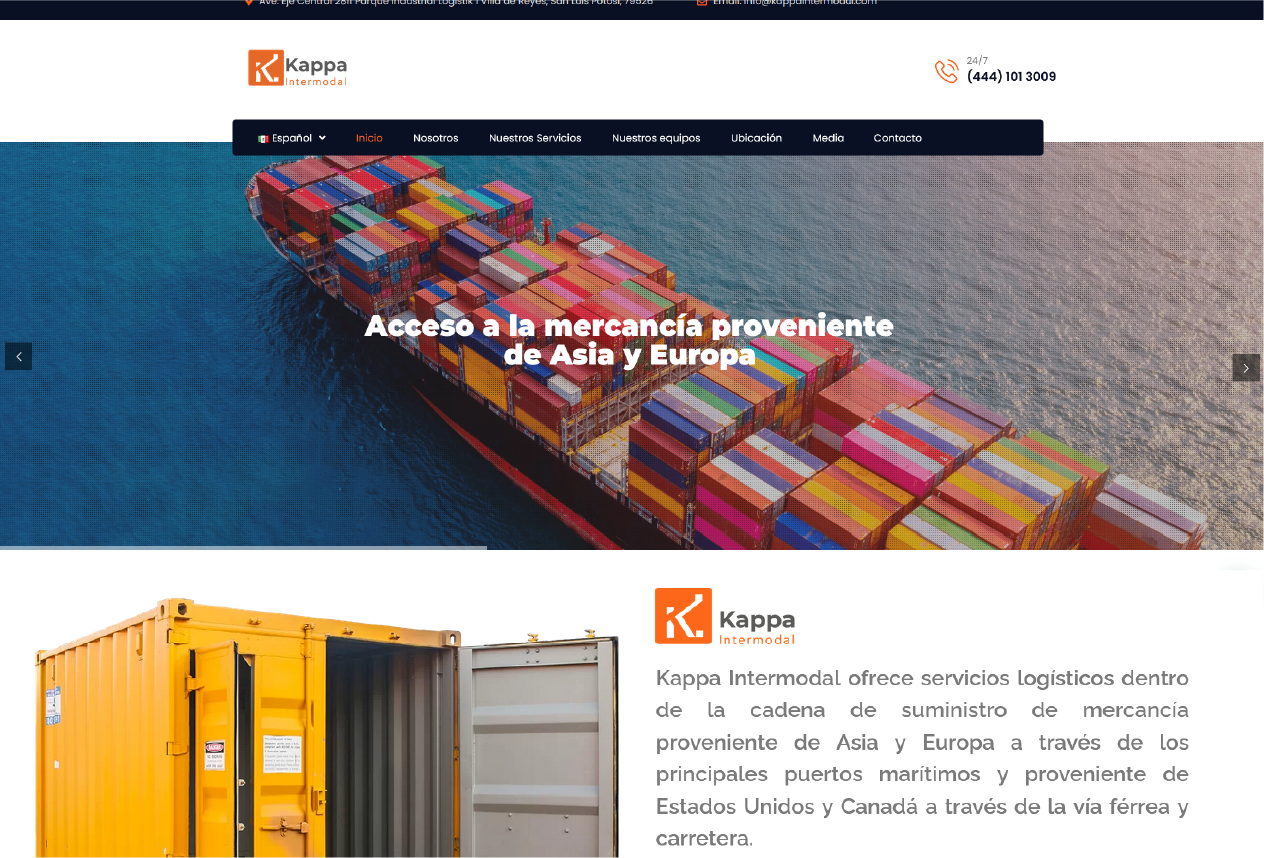 Ave. Eje Central 2811 Parque Industrial Logistik 1 Villa de Reyes, San Luis Potosí, 79526
Email: info@kappaintermodal.com
Kappa
Intermodal
24/7
(444) 101 3009
Español
Inicio
Nosotros
Nuestros Servicios
Nuestros equipos
Ubicación
Media
Contacto
Acceso a la mercancía proveniente
de Asia y Europa
Kappa
Intermodal
Kappa Intermodal ofrece servicios logísticos dentro
de la cadena de suministro de mercancía
proveniente de Asia y Europa a través de los
principales puertos marítimos y proveniente de
Estados Unidos y Canadá a través de la vía férrea y
carretera.